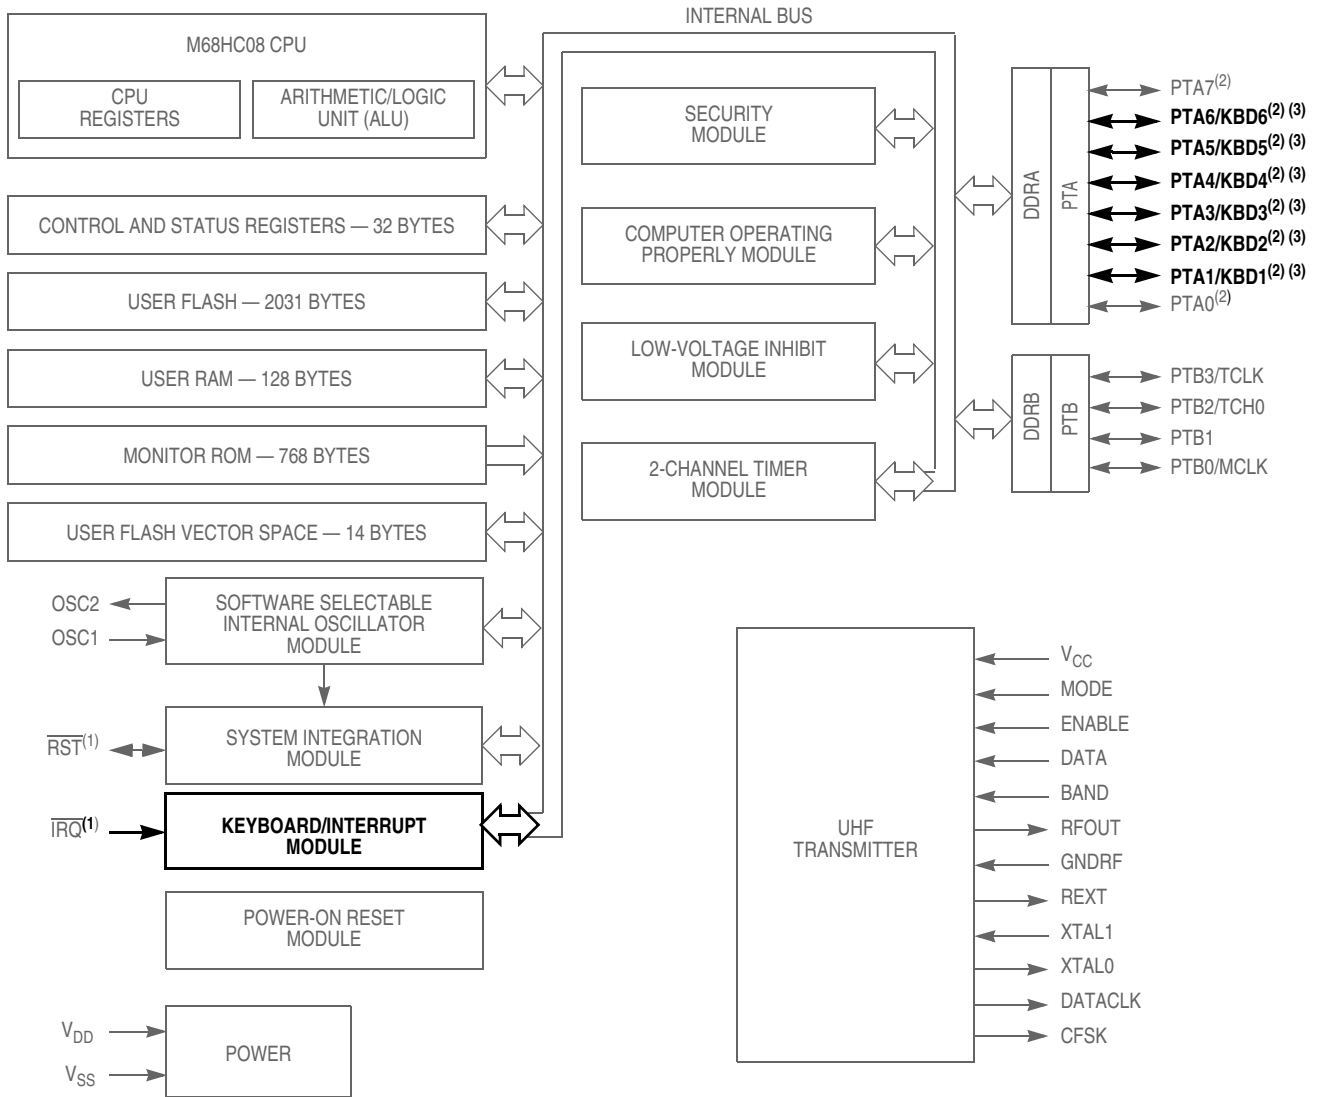 INTERNAL BUS
M68HC08 CPU
CPU
REGISTERS
ARITHMETIC/LOGIC
UNIT (ALU)
CONTROL AND STATUS REGISTERS — 32 BYTES
USER FLASH — 2031 BYTES
USER RAM — 128 BYTES
MONITOR ROM — 768 BYTES
USER FLASH VECTOR SPACE — 14 BYTES
OSC2
OSC1
SOFTWARE SELECTABLE
INTERNAL OSCILLATOR
MODULE
RST(1)
SYSTEM INTEGRATION
MODULE
IRQ(1)
KEYBOARD/INTERRUPT
MODULE
POWER-ON RESET
MODULE
VDD
VSS
POWER
SECURITY
MODULE
COMPUTER OPERATING
PROPERLY MODULE
LOW-VOLTAGE INHIBIT
MODULE
2-CHANNEL TIMER
MODULE
DDRA
PTA
PTA7(2)
PTA6/KBD6(2) (3)
PTA5/KBD5(2) (3)
PTA4/KBD4(2) (3)
PTA3/KBD3(2) (3)
PTA2/KBD2(2) (3)
PTA1/KBD1(2) (3)
PTA0(2)
DDRB
PTB
PTB3/TCLK
PTB2/TCH0
PTB1
PTB0/MCLK
UHF
TRANSMITTER
VCC
MODE
ENABLE
DATA
BAND
RFOUT
GNDRF
REXT
XTAL1
XTAL0
DATACLK
CFSK